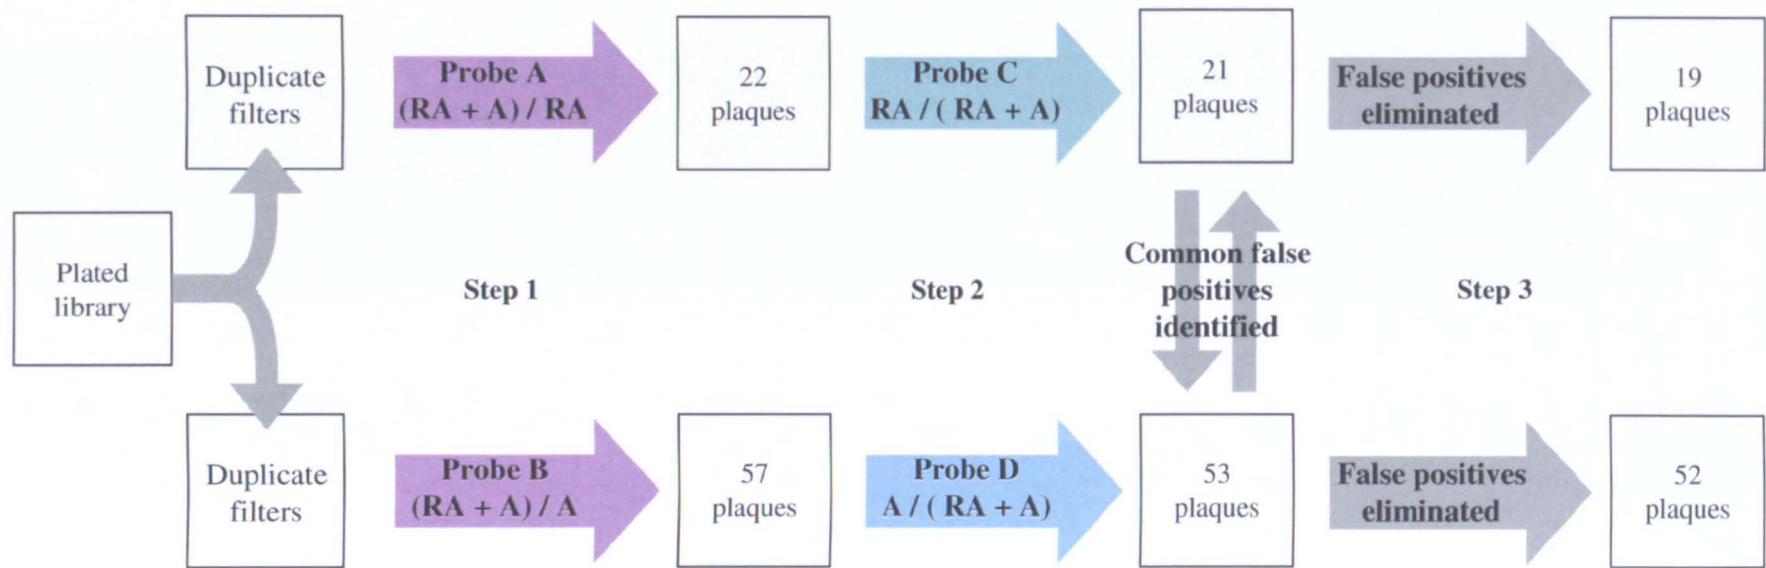 Duplicate
filters
Probe A
(RA + A) / RA
22
plaques
Probe C
RA / ( RA + A)
21
plaques
False positives
eliminated
19
plaques
Plated
library
Step 1
Step 2
Common false
positives
identified
Step 3
Duplicate
filters
Probe B
(RA + A) / A
57
plaques
Probe D
A / ( RA + A)
53
plaques
False positives
eliminated
52
plaques